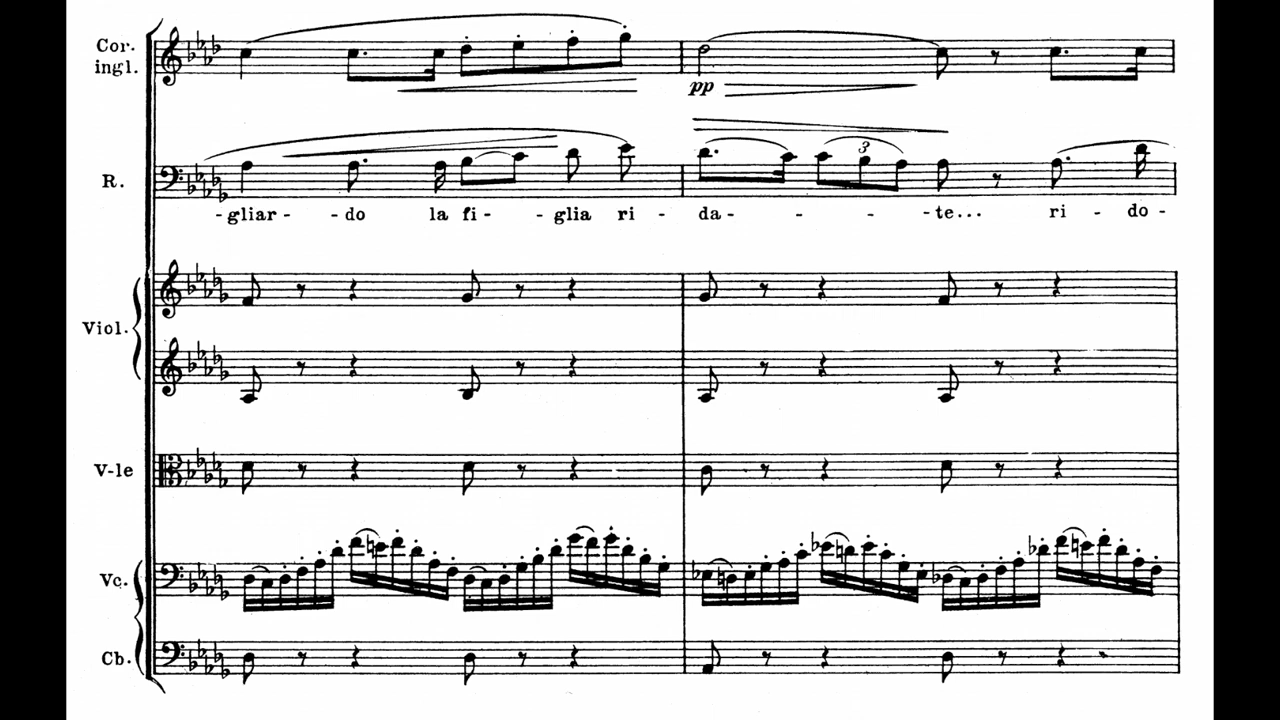 Cor.
ingl.
pp
R.
3
-gliar - - do la fi - - glia ri - da - - - - te... ri - do -
Viol.
V-le
Vc.
Cb.